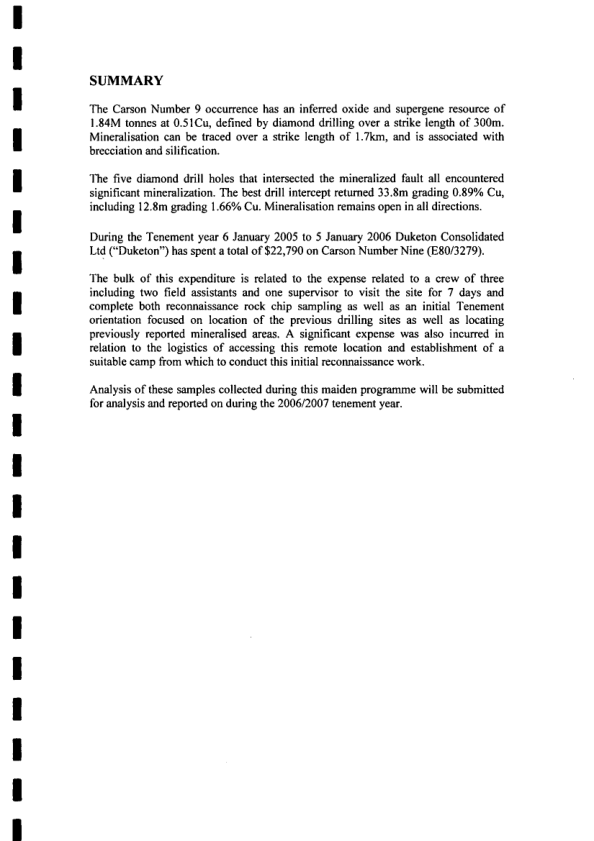 SUMMARY
The Carson Number 9 occurrence has an inferred oxide and supergene resource of
1.84M tonnes at 0.51Cu, defined by diamond drilling over a strike length of 300m.
Mineralisation can be traced over a strike length of 1.7km, and is associated with
brecciation and silification.
The five diamond drill holes that intersected the mineralized fault all encountered
significant mineralization. The best drill intercept returned 33.8m grading 0.89% Cu,
including 12.8m grading 1.66% Cu. Mineralisation remains open in all directions.
During the Tenement year 6 January 2005 to 5 January 2006 Duketon Consolidated
Ltd ("Duketon") has spent a total of $22,790 on Carson Number Nine (E80/3279).
The bulk of this expenditure is related to the expense related to a crew of three
including two field assistants and one supervisor to visit the site for 7 days and
complete both reconnaissance rock chip sampling as well as an initial Tenement
orientation focused on location of the previous drilling sites as well as locating
previously reported mineralised areas. A significant expense was also incurred in
relation to the logistics of accessing this remote location and establishment of a
suitable camp from which to conduct this initial reconnaissance work.
Analysis of these samples collected during this maiden programme will be submitted
for analysis and reported on during the 2006/2007 tenement year.